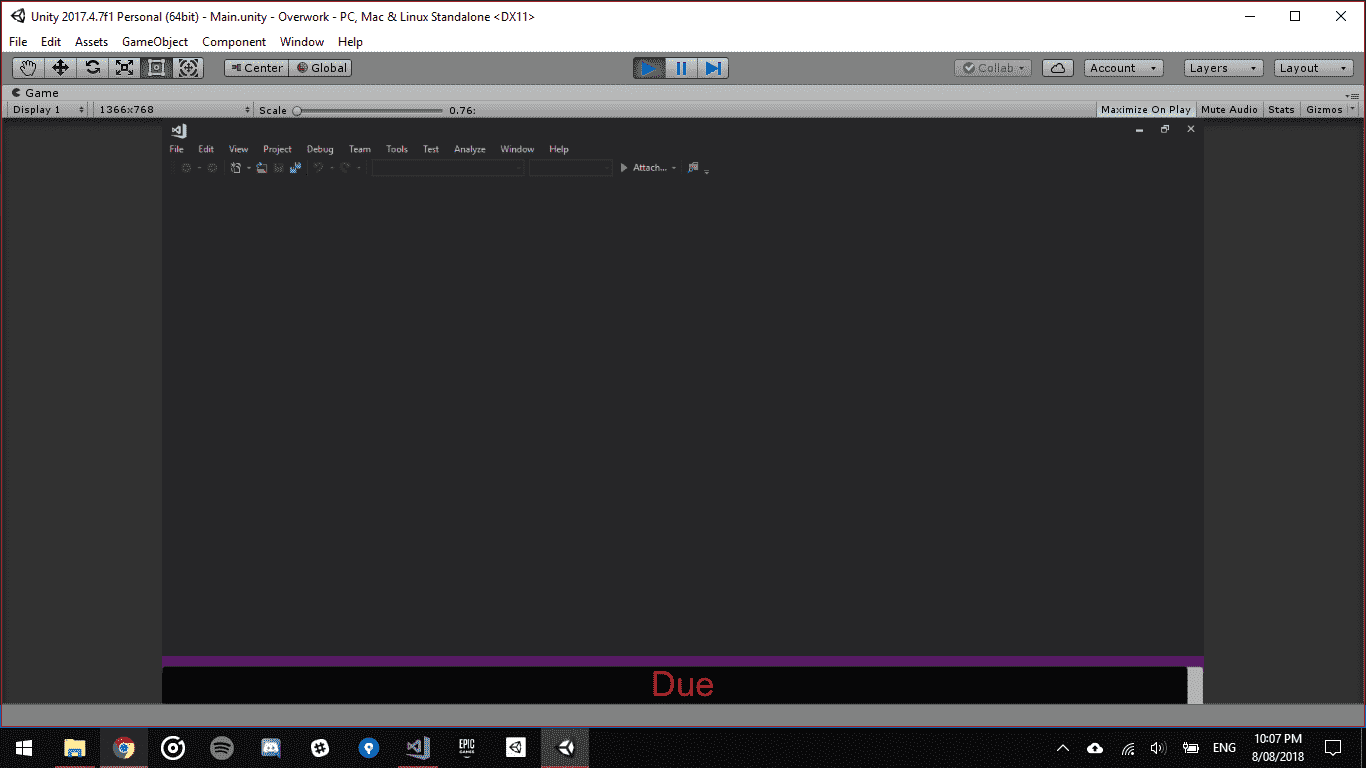 Unity 2017.4.7f1 Personal (64bit) - Main.unity - Overwork - PC, Mac & Linux Standalone <DX11>
File Edit Assets GameObject Component Window Help
Center Global Collab Account Layers Layout
Game
Display 1 1366x768 Scale 0.76: Maximize On Play Mute Audio Stats Gizmos
File Edit View Project Debug Team Tools Test Analyze Window Help
Attach...
Due
EPIC GAMES
ENG
10:07 PM
8/08/2018